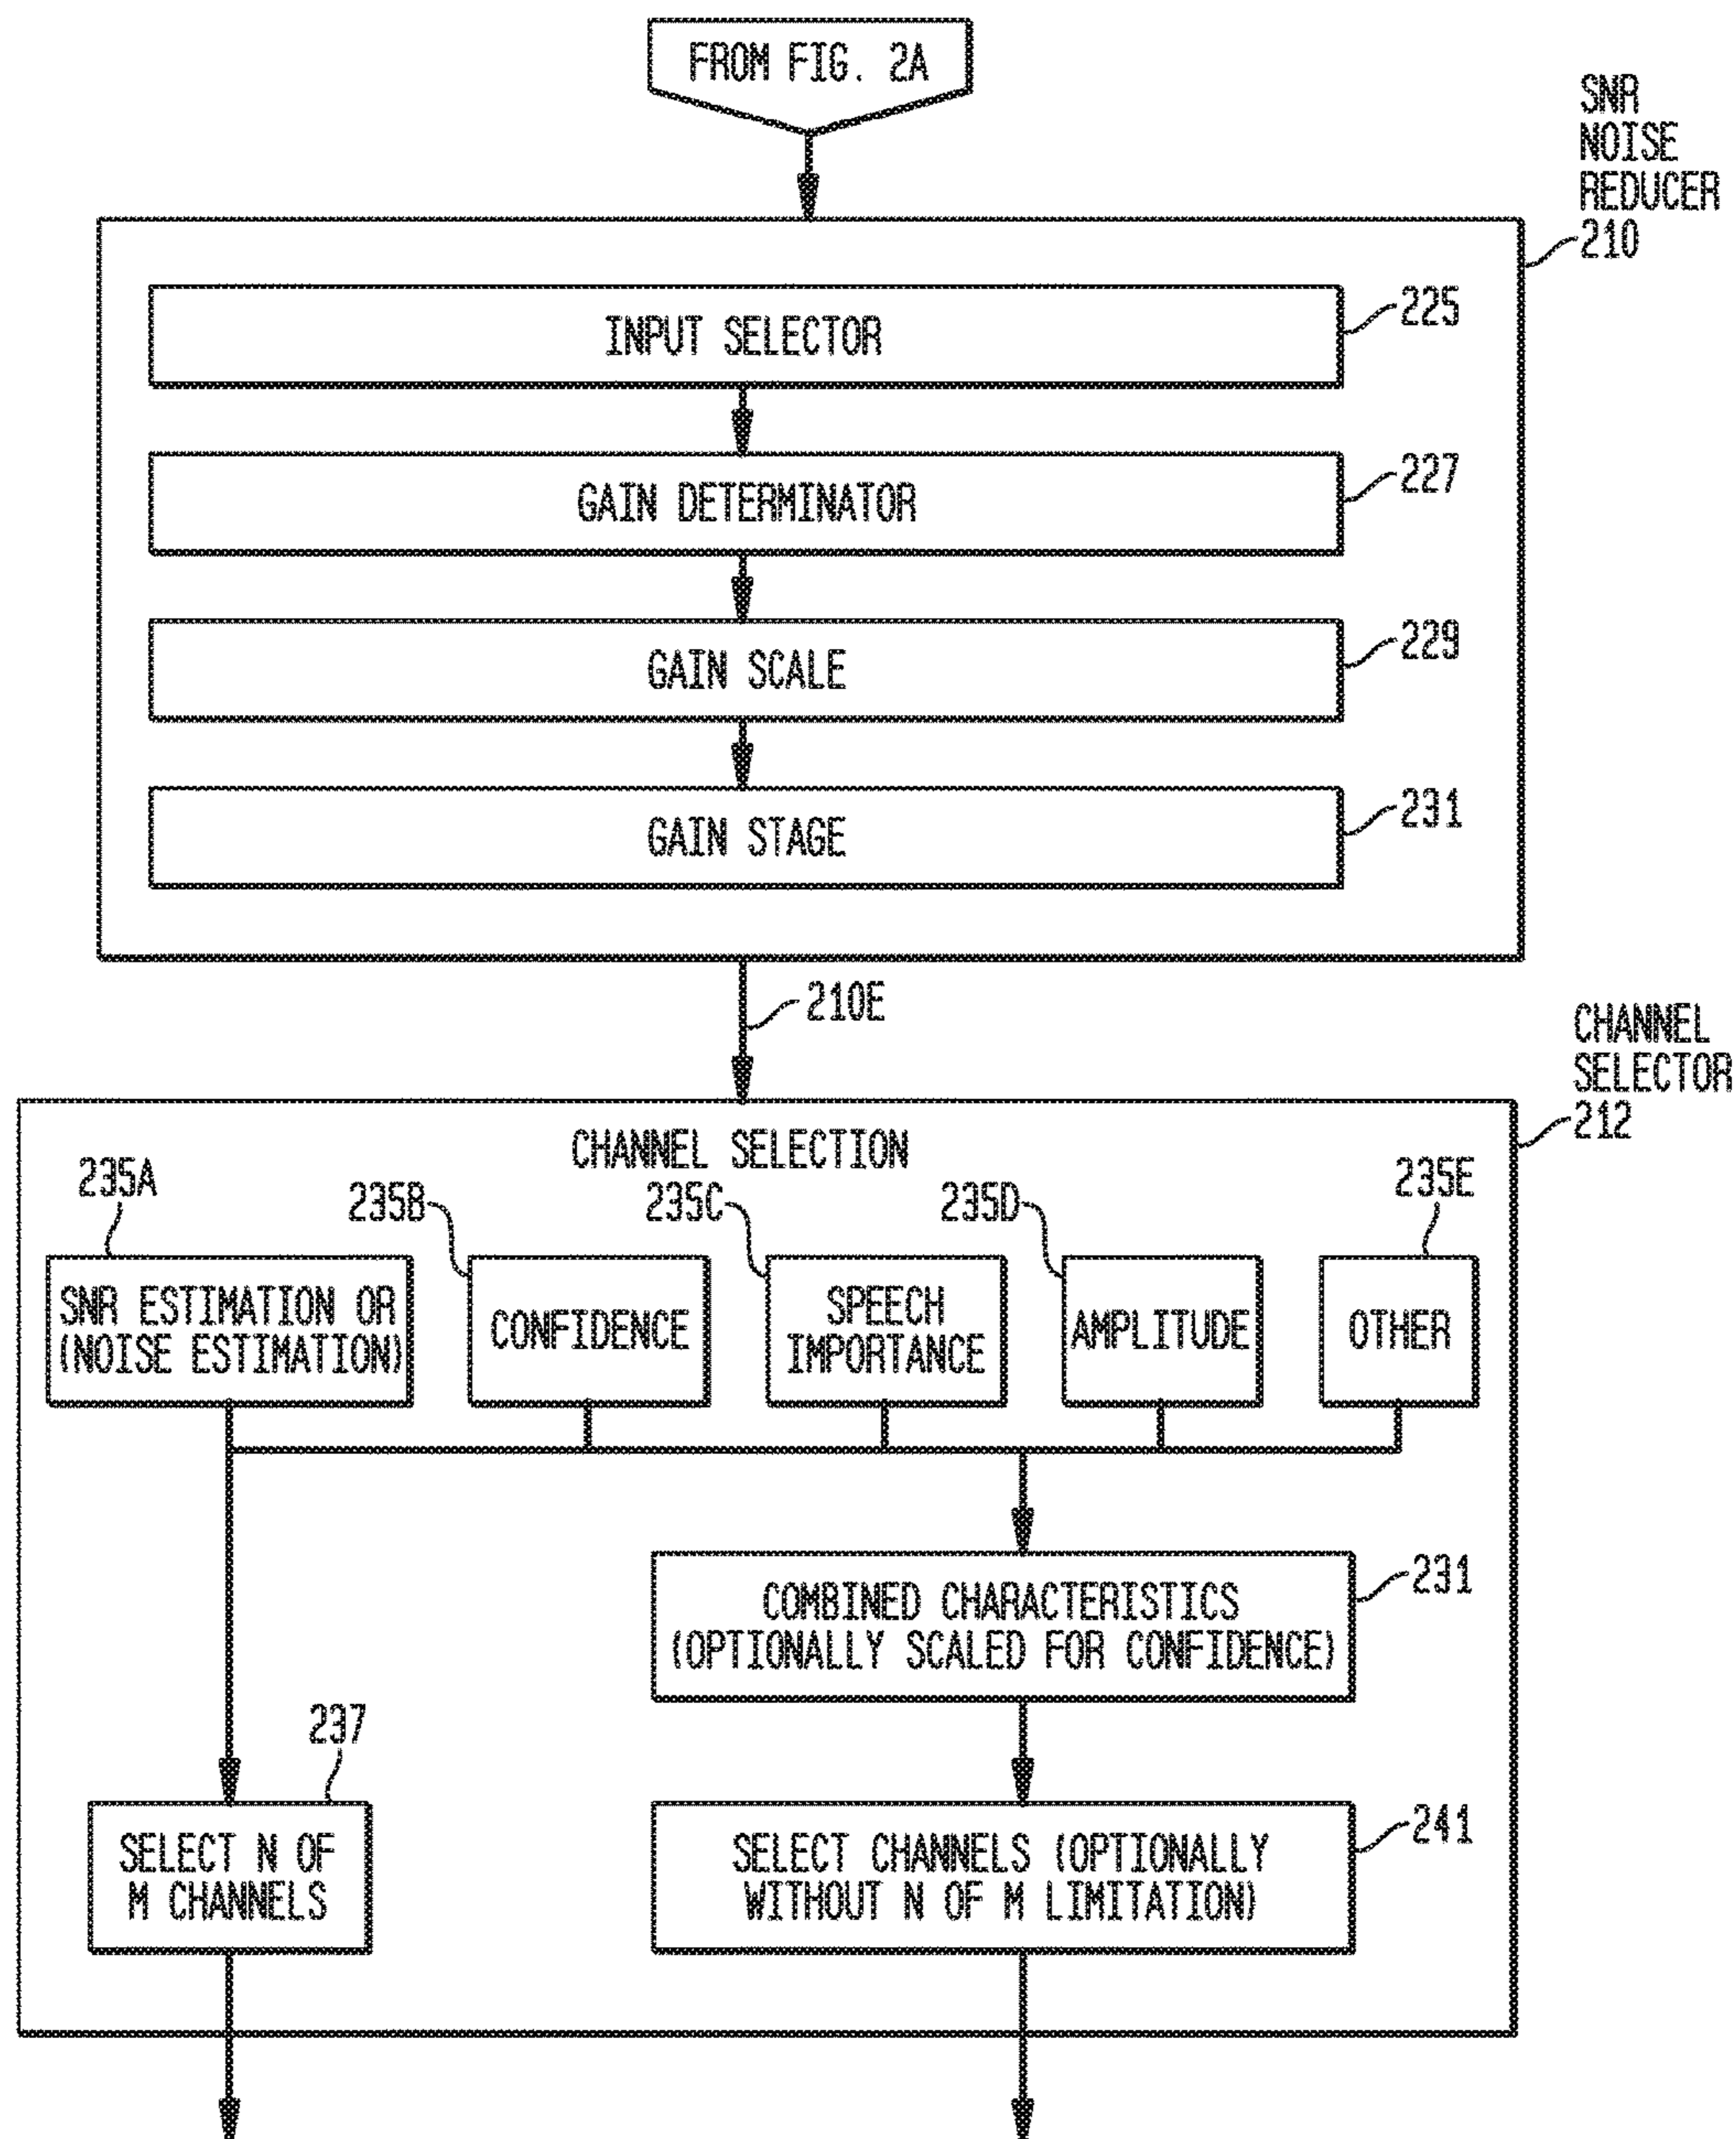 FROM FIG. 2A
SNR
NOISE
REDUCER
210
INPUT SELECTOR
225
GAIN DETERMINATOR
227
GAIN SCALE
229
GAIN STAGE
231
210E
CHANNEL
SELECTOR
212
CHANNEL SELECTION
235A
235B
235C
235D
235E
SNR ESTIMATION OR
(NOISE ESTIMATION)
CONFIDENCE
SPEECH
IMPORTANCE
AMPLITUDE
OTHER
COMBINED CHARACTERISTICS
(OPTIONALLY SCALED FOR CONFIDENCE)
231
237
SELECT N OF
M CHANNELS
SELECT CHANNELS (OPTIONALLY
WITHOUT N OF M LIMITATION)
241